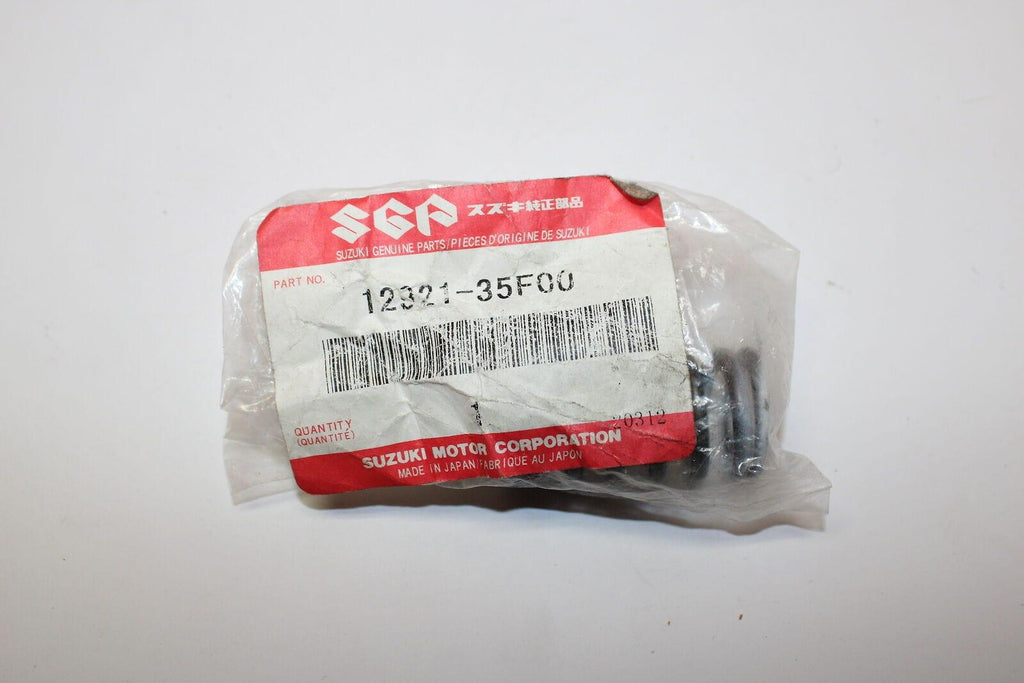 SGP スズキ純正部品
SUZUKI GENUINE PARTS/PIECES D'ORIGINE DE SUZUKI
PART NO.
12321-35F00
QUANTITY
(QUANTITÉ)
1
20312
SUZUKI MOTOR CORPORATION
MADE IN JAPAN/FABRIQUE AU JAPON